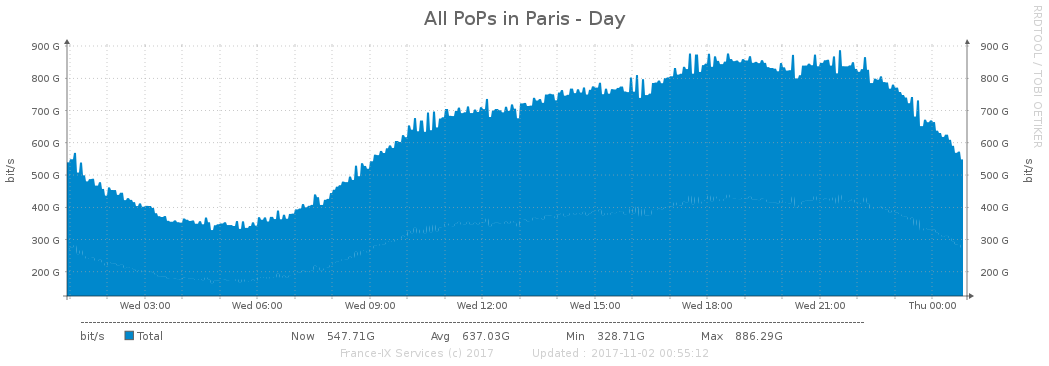 All PoPs in Paris - Day
RRDTOOL / TOBI OETIKER
900 G 900 G
800 G 800 G
700 G 700 G
600 G 600 G
500 G 500 G
400 G 400 G
300 G 300 G
200 G 200 G
bit/s bit/s
Wed 03:00 Wed 06:00 Wed 09:00 Wed 12:00 Wed 15:00 Wed 18:00 Wed 21:00 Thu 00:00
bit/s Total Now 547.71G Avg 637.03G Min 328.71G Max 886.29G
France-IX Services (c) 2017 Updated : 2017-11-02 00:55:12